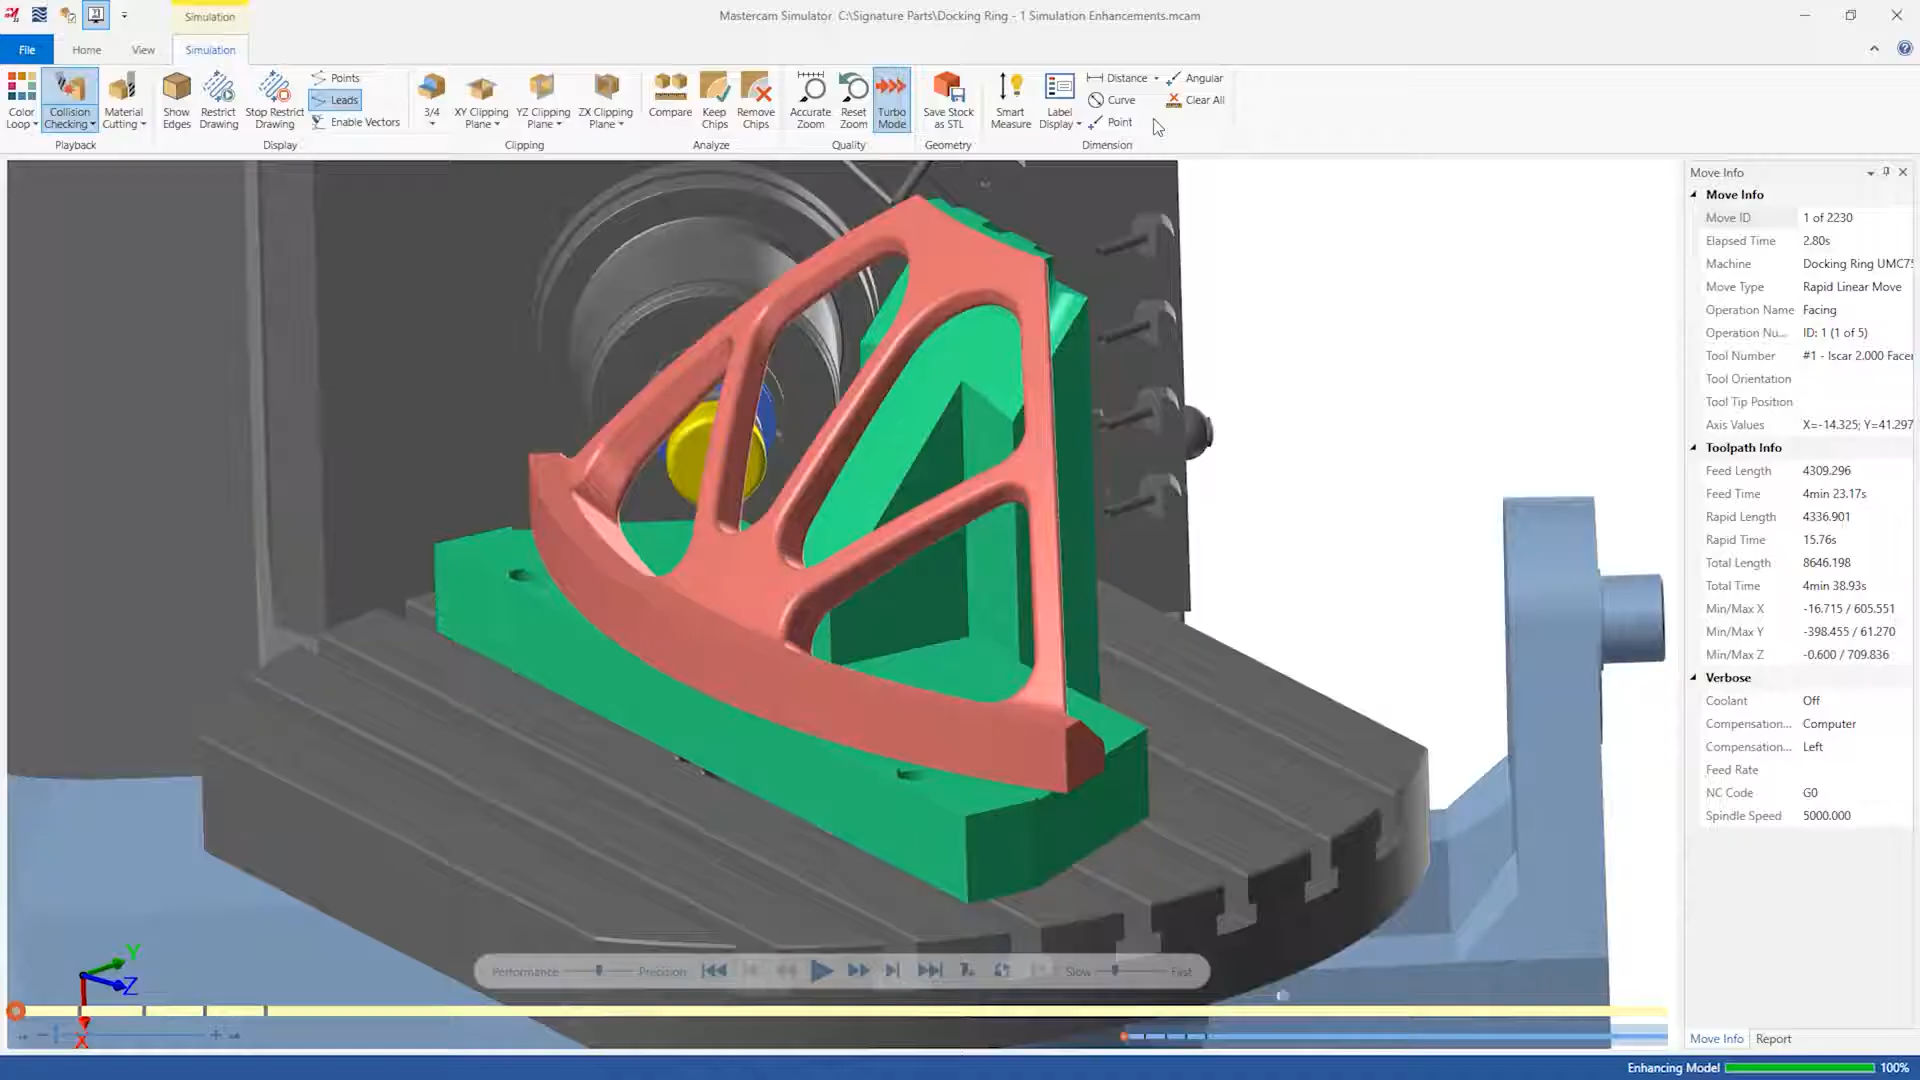 Simulation
Mastercam Simulator  C:\Signature Parts\Docking Ring - 1 Simulation Enhancements.mcam
File Home View Simulation
Color Loop
Collision Checking
Material Cutting
Playback
Show Edges
Restrict Drawing
Stop Restrict Drawing
Points
Leads
Enable Vectors
Display
3/4
XY Clipping Plane
YZ Clipping Plane
ZX Clipping Plane
Clipping
Compare
Keep Chips
Remove Chips
Analyze
Accurate Zoom
Reset Zoom
Turbo Mode
Quality
Save Stock as STL
Geometry
Smart Measure
Label Display
Distance
Curve
Point
Angular
Clear All
Dimension
Move Info
Move Info
Move ID 1 of 2230
Elapsed Time 2.80s
Machine Docking Ring UMC75
Move Type Rapid Linear Move
Operation Name Facing
Operation Nu... ID: 1 (1 of 5)
Tool Number #1 - Iscar 2.000 Facer
Tool Orientation
Tool Tip Position
Axis Values X=-14.325; Y=41.297
Toolpath Info
Feed Length 4309.296
Feed Time 4min 23.17s
Rapid Length 4336.901
Rapid Time 15.76s
Total Length 8646.198
Total Time 4min 38.93s
Min/Max X -16.715 / 605.551
Min/Max Y -398.455 / 61.270
Min/Max Z -0.600 / 709.836
Verbose
Coolant Off
Compensation... Computer
Compensation... Left
Feed Rate
NC Code G0
Spindle Speed 5000.000
Y
Z
X
Performance Precision Slow Fast
Move Info Report
Enhancing Model 100%